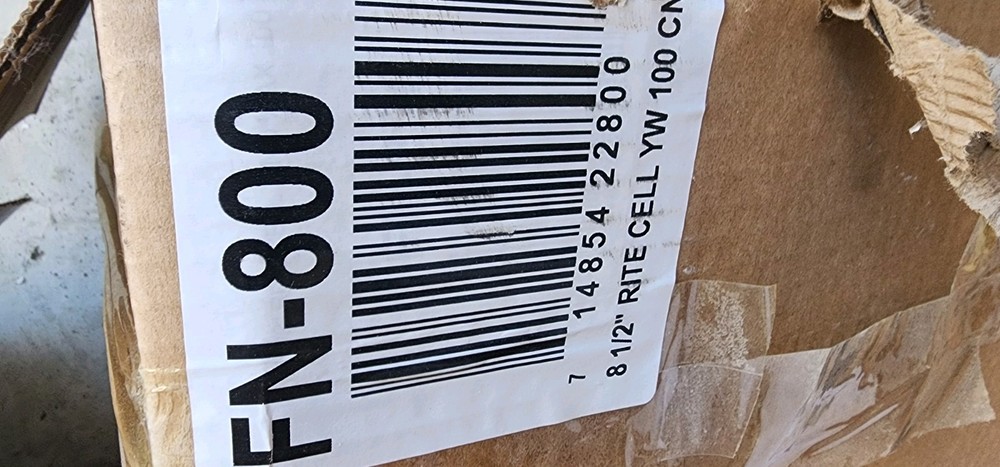 FN-800
7 14854 22800
8 1/2" RITE CELL YW 100 CN